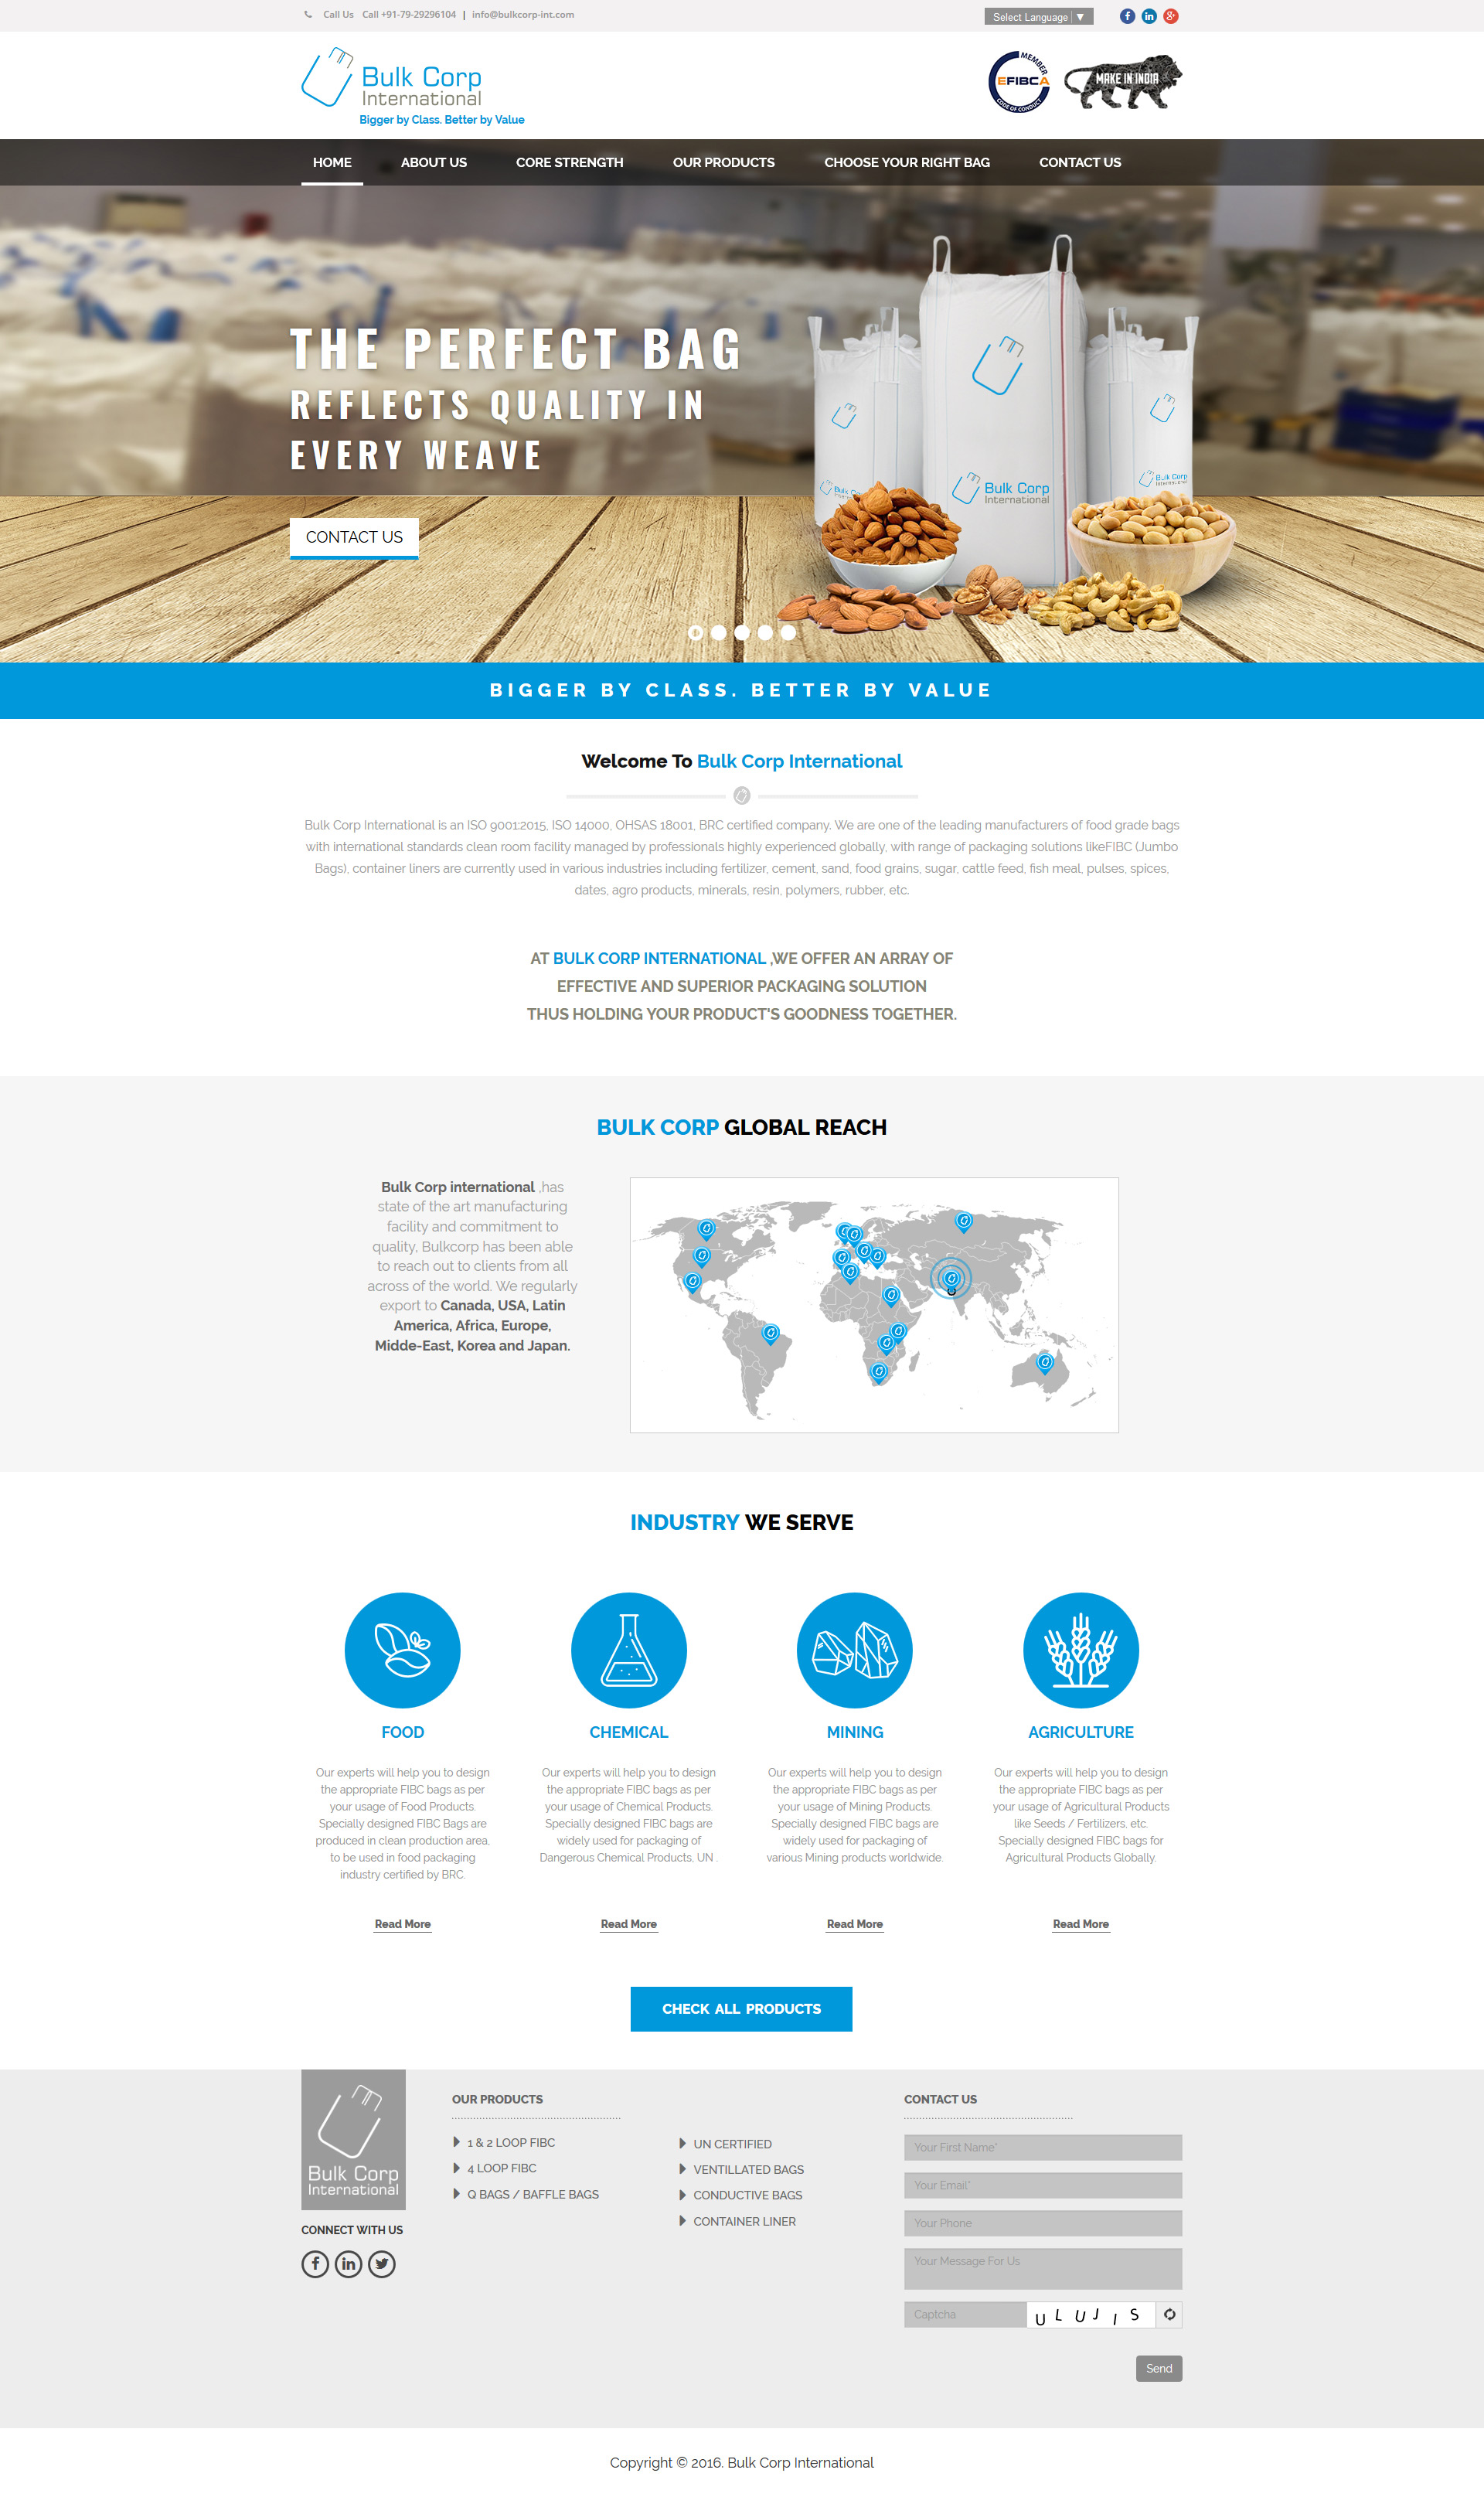 Call Us Call +91-79-29296104 | info@bulkcorp-int.com
Select Language ▼
Bulk Corp
International
Bigger by Class. Better by Value
MEMBER
EFIBCA
CODE OF CONDUCT
MAKE IN INDIA
HOME
ABOUT US
CORE STRENGTH
OUR PRODUCTS
CHOOSE YOUR RIGHT BAG
CONTACT US
THE PERFECT BAG
REFLECTS QUALITY IN
EVERY WEAVE
CONTACT US
Bulk Corp
International
BIGGER BY CLASS. BETTER BY VALUE
Welcome To Bulk Corp International
Bulk Corp International is an ISO 9001:2015, ISO 14000, OHSAS 18001, BRC certified company. We are one of the leading manufacturers of food grade bags
with international standards clean room facility managed by professionals highly experienced globally, with range of packaging solutions likeFIBC (Jumbo
Bags), container liners are currently used in various industries including fertilizer, cement, sand, food grains, sugar, cattle feed, fish meal, pulses, spices,
dates, agro products, minerals, resin, polymers, rubber, etc.
AT BULK CORP INTERNATIONAL ,WE OFFER AN ARRAY OF
EFFECTIVE AND SUPERIOR PACKAGING SOLUTION
THUS HOLDING YOUR PRODUCT'S GOODNESS TOGETHER.
BULK CORP GLOBAL REACH
Bulk Corp international ,has
state of the art manufacturing
facility and commitment to
quality, Bulkcorp has been able
to reach out to clients from all
across of the world. We regularly
export to Canada, USA, Latin
America, Africa, Europe,
Midde-East, Korea and Japan.
INDUSTRY WE SERVE
FOOD
Our experts will help you to design
the appropriate FIBC bags as per
your usage of Food Products.
Specially designed FIBC Bags are
produced in clean production area,
to be used in food packaging
industry certified by BRC.
Read More
CHEMICAL
Our experts will help you to design
the appropriate FIBC bags as per
your usage of Chemical Products.
Specially designed FIBC bags are
widely used for packaging of
Dangerous Chemical Products, UN .
Read More
MINING
Our experts will help you to design
the appropriate FIBC bags as per
your usage of Mining Products.
Specially designed FIBC bags are
widely used for packaging of
various Mining products worldwide.
Read More
AGRICULTURE
Our experts will help you to design
the appropriate FIBC bags as per
your usage of Agricultural Products
like Seeds / Fertilizers, etc.
Specially designed FIBC bags for
Agricultural Products Globally.
Read More
CHECK ALL PRODUCTS
Bulk Corp
International
CONNECT WITH US
OUR PRODUCTS
1 & 2 LOOP FIBC
4 LOOP FIBC
Q BAGS / BAFFLE BAGS
UN CERTIFIED
VENTILLATED BAGS
CONDUCTIVE BAGS
CONTAINER LINER
CONTACT US
Your First Name*
Your Email*
Your Phone
Your Message For Us
Captcha
U L U J I S
Send
Copyright © 2016. Bulk Corp International